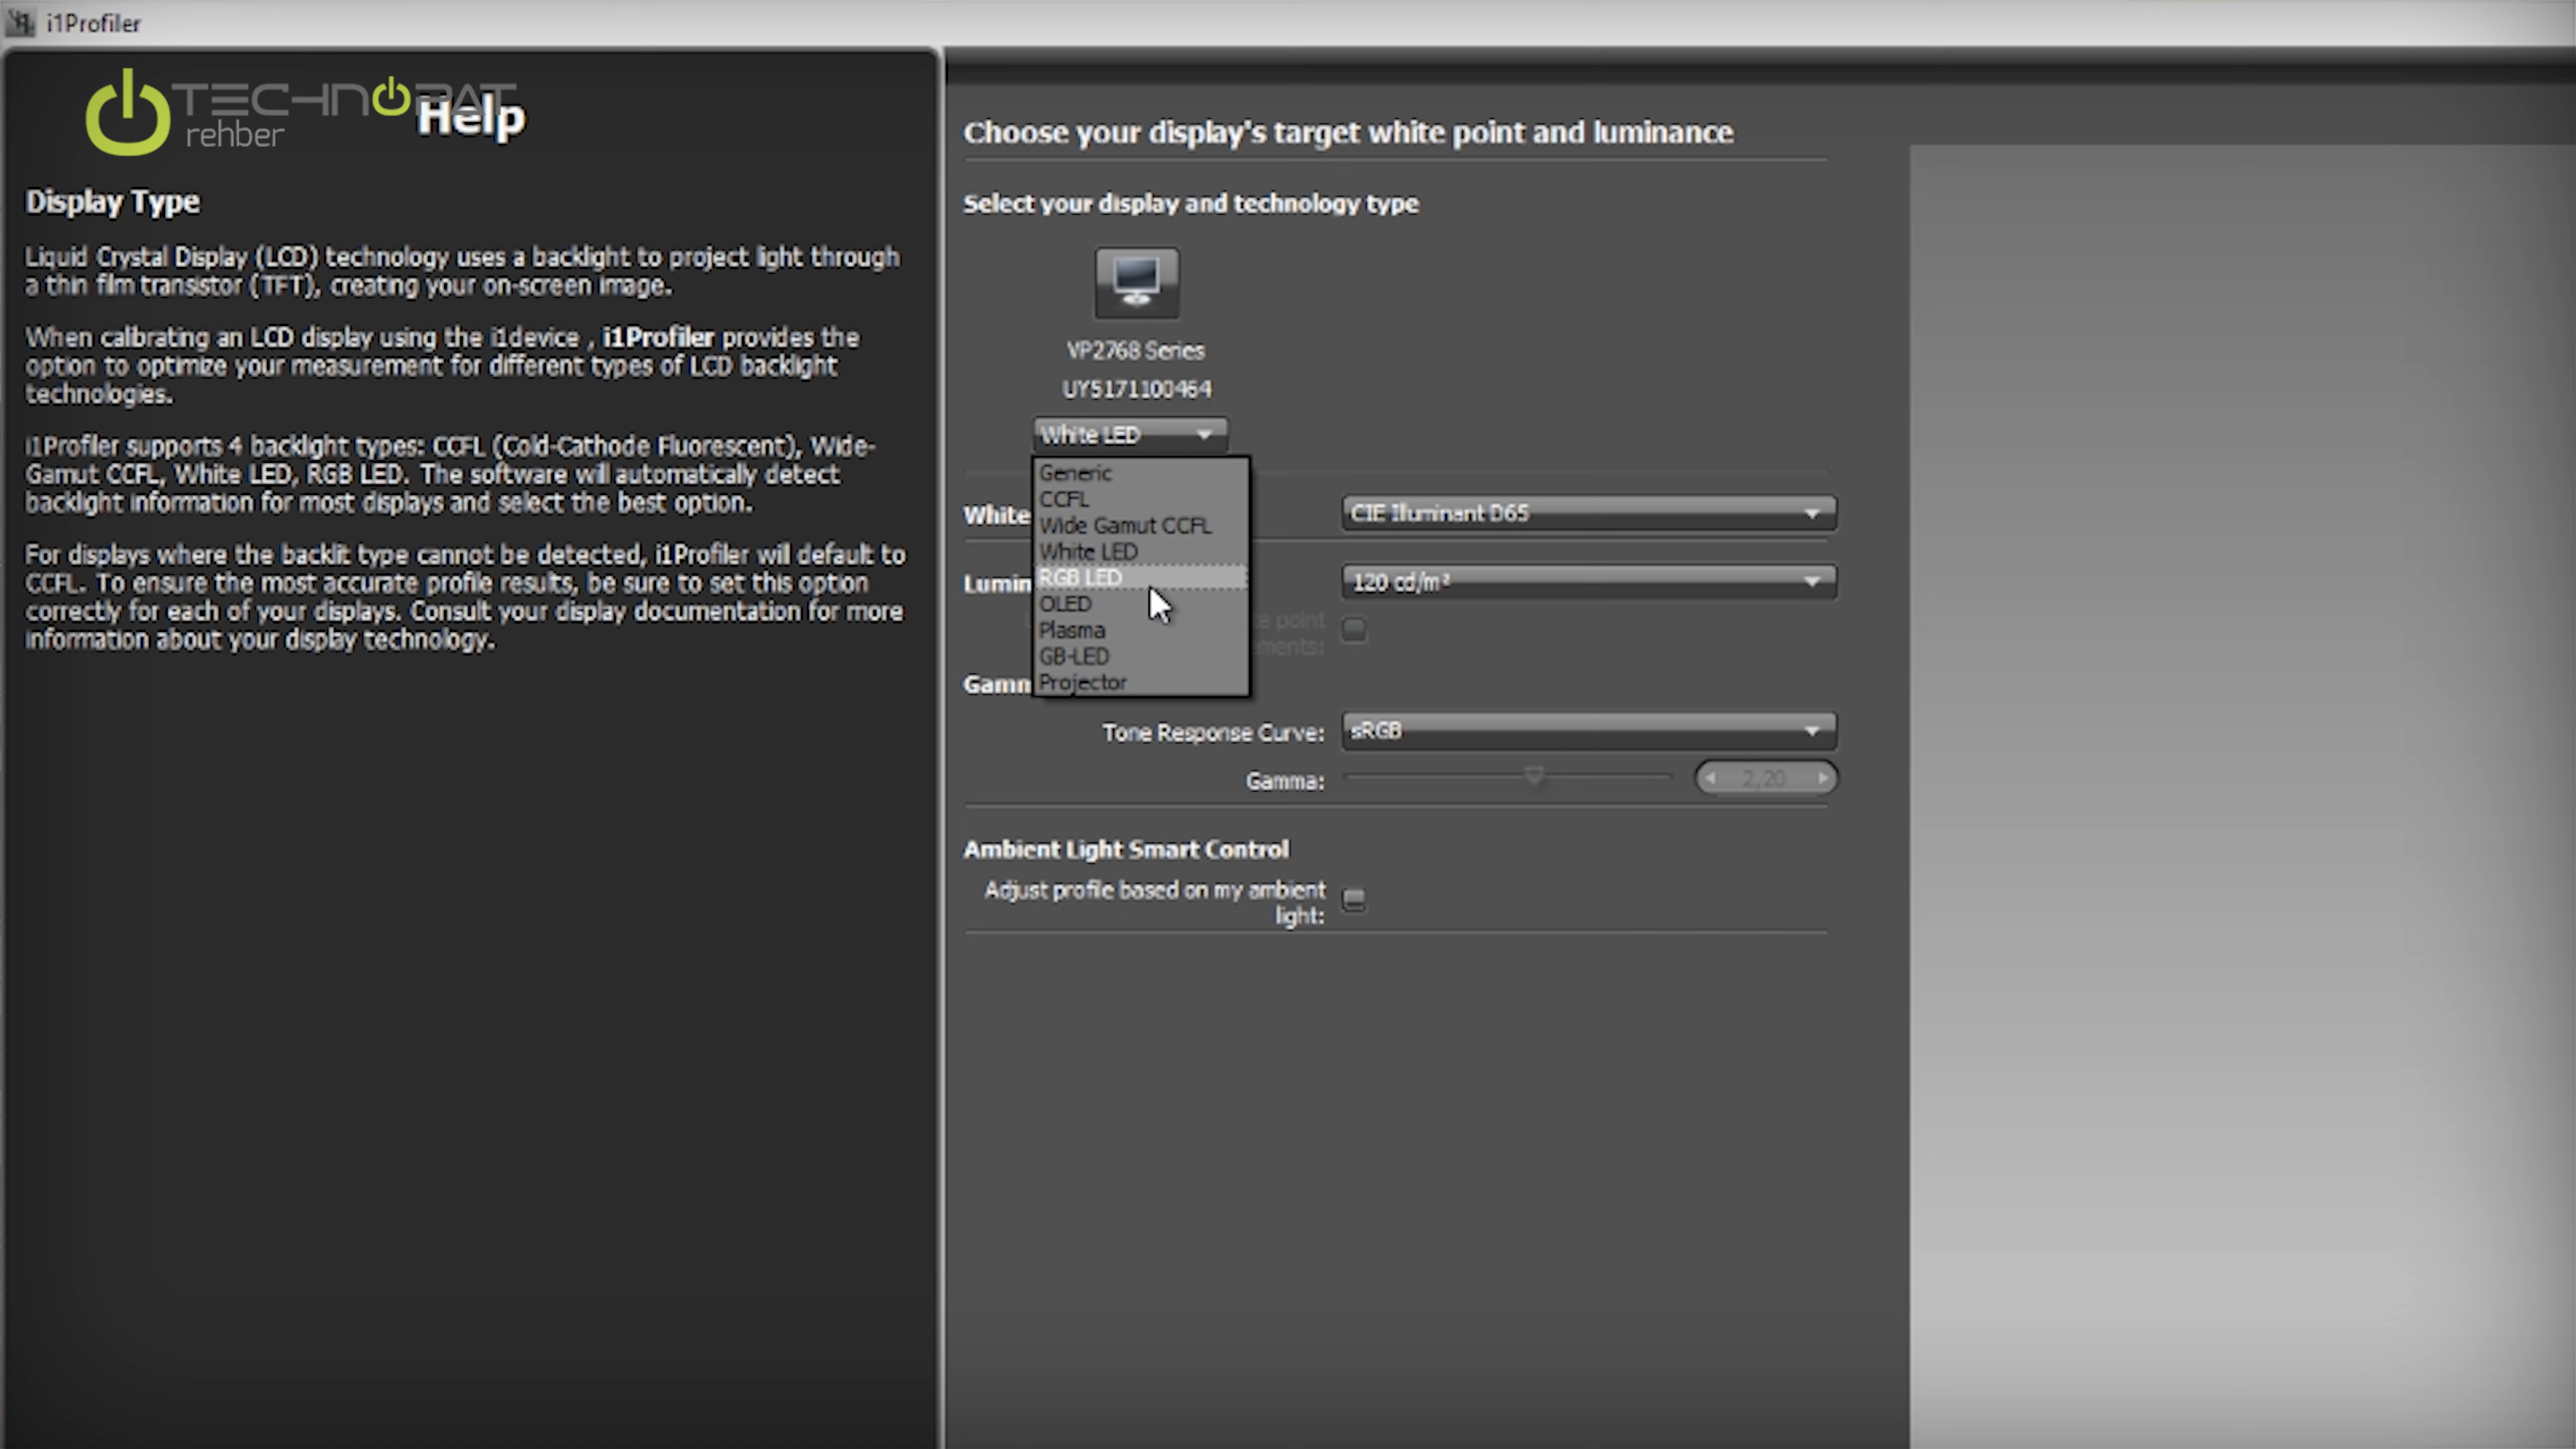 i1Profiler
TECHNOPAT
rehber
Help
Display Type
Liquid Crystal Display (LCD) technology uses a backlight to project light through
a thin film transistor (TFT), creating your on-screen image.
When calibrating an LCD display using the i1device , i1Profiler provides the
option to optimize your measurement for different types of LCD backlight
technologies.
i1Profiler supports 4 backlight types: CCFL (Cold-Cathode Fluorescent), Wide-
Gamut CCFL, White LED, RGB LED. The software will automatically detect
backlight information for most displays and select the best option.
For displays where the backlit type cannot be detected, i1Profiler will default to
CCFL. To ensure the most accurate profile results, be sure to set this option
correctly for each of your displays. Consult your display documentation for more
information about your display technology.
Choose your display's target white point and luminance
Select your display and technology type
VP2768 Series
UY5171100464
White LED
Generic
CCFL
Wide Gamut CCFL
White LED
RGB LED
OLED
Plasma
GB-LED
Projector
White
CIE Illuminant D65
Lumin
120 cd/m²
point
Gamm
Tone Response Curve:
sRGB
Gamma:
2,20
Ambient Light Smart Control
Adjust profile based on my ambient
light: